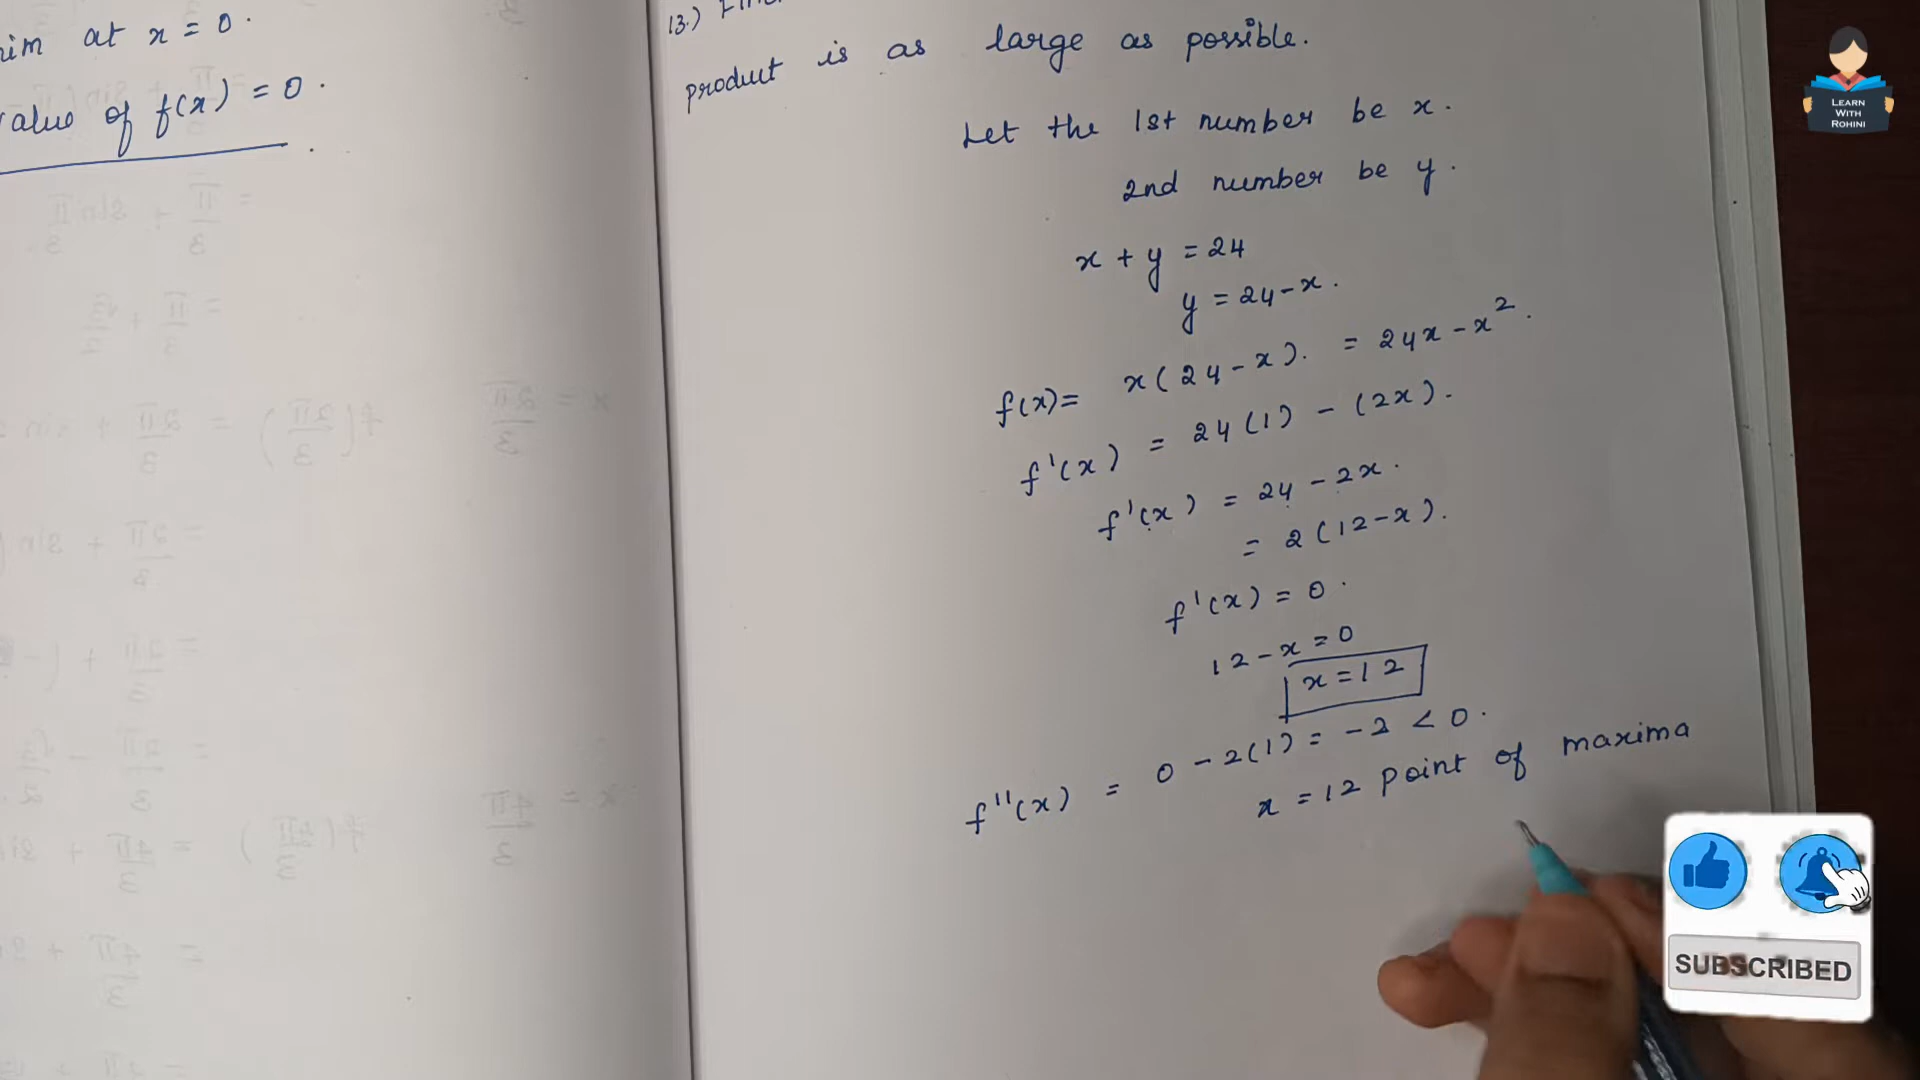 at x = 0.
of f(x) = 0.
13.)
product is as large as possible.
Let the 1st number be x.
2nd number be y.
x + y = 24
y = 24-x.
f(x) = x(24-x). = 24x-x².
f'(x) = 24(1) - (2x).
f'(x) = 24 - 2x.
= 2(12-x).
f'(x) = 0.
12-x=0
x=12
f''(x) = 0 - 2(1) = -2 < 0.
x = 12 point of maxima
LEARN
WITH
ROHINI
SUBSCRIBED